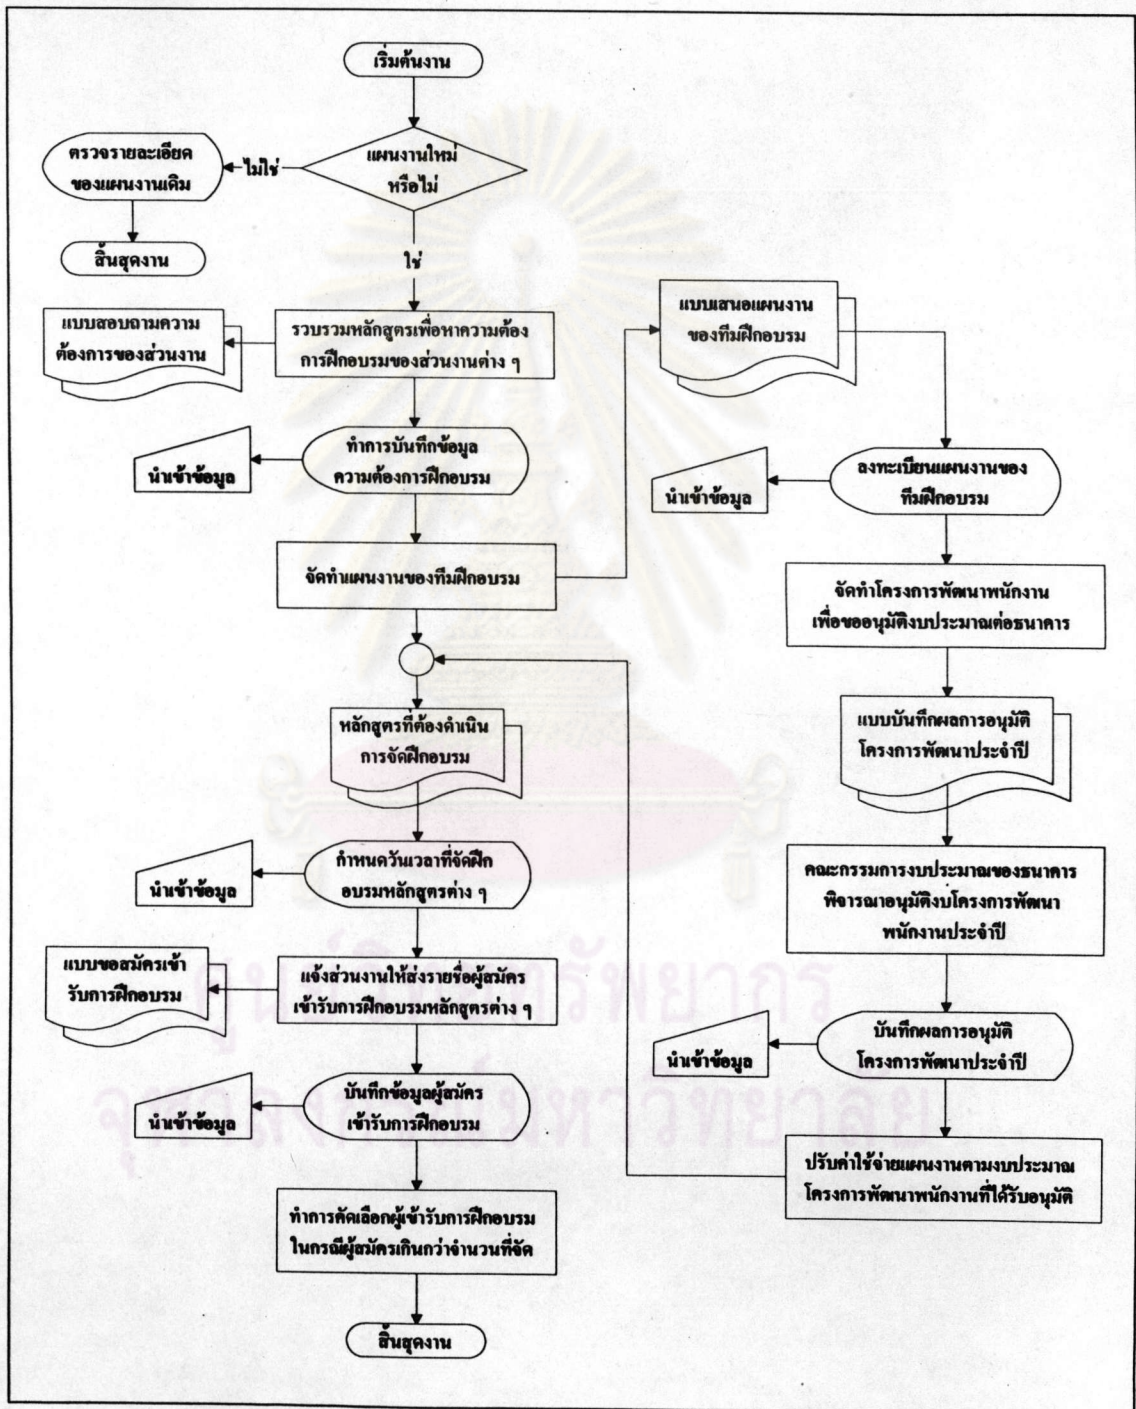 เริ่มต้นงาน
แผนงานใหม่
หรือไม่
ไม่ใช่
ตรวจรายละเอียด
ของแผนงานเดิม
สิ้นสุดงาน
ใช่
รวบรวมหลักสูตรเพื่อหาความต้อง
การฝึกอบรมของส่วนงานต่าง ๆ
แบบสอบถามความ
ต้องการของส่วนงาน
ทำการบันทึกข้อมูล
ความต้องการฝึกอบรม
นำเข้าข้อมูล
จัดทำแผนงานของทีมฝึกอบรม
แบบเสนอแผนงาน
ของทีมฝึกอบรม
ลงทะเบียนแผนงานของ
ทีมฝึกอบรม
นำเข้าข้อมูล
จัดทำโครงการพัฒนาพนักงาน
เพื่อขออนุมัติงบประมาณต่อธนาคาร
แบบบันทึกผลการอนุมัติ
โครงการพัฒนาประจำปี
คณะกรรมการงบประมาณของธนาคาร
พิจารณาอนุมัติงบโครงการพัฒนา
พนักงานประจำปี
บันทึกผลการอนุมัติ
โครงการพัฒนาประจำปี
นำเข้าข้อมูล
ปรับค่าใช้จ่ายแผนงานตามงบประมาณ
โครงการพัฒนาพนักงานที่ได้รับอนุมัติ
หลักสูตรที่ต้องดำเนิน
การจัดฝึกอบรม
กำหนดวันเวลาที่จัดฝึก
อบรมหลักสูตรต่าง ๆ
นำเข้าข้อมูล
แจ้งส่วนงานให้ส่งรายชื่อผู้สมัคร
เข้ารับการฝึกอบรมหลักสูตรต่าง ๆ
แบบขอสมัครเข้า
รับการฝึกอบรม
บันทึกข้อมูลผู้สมัคร
เข้ารับการฝึกอบรม
นำเข้าข้อมูล
ทำการคัดเลือกผู้เข้ารับการฝึกอบรม
ในกรณีผู้สมัครเกินกว่าจำนวนที่จัด
สิ้นสุดงาน
ศูนย์วิทยทรัพยากร
จุฬาลงกรณ์มหาวิทยาลัย